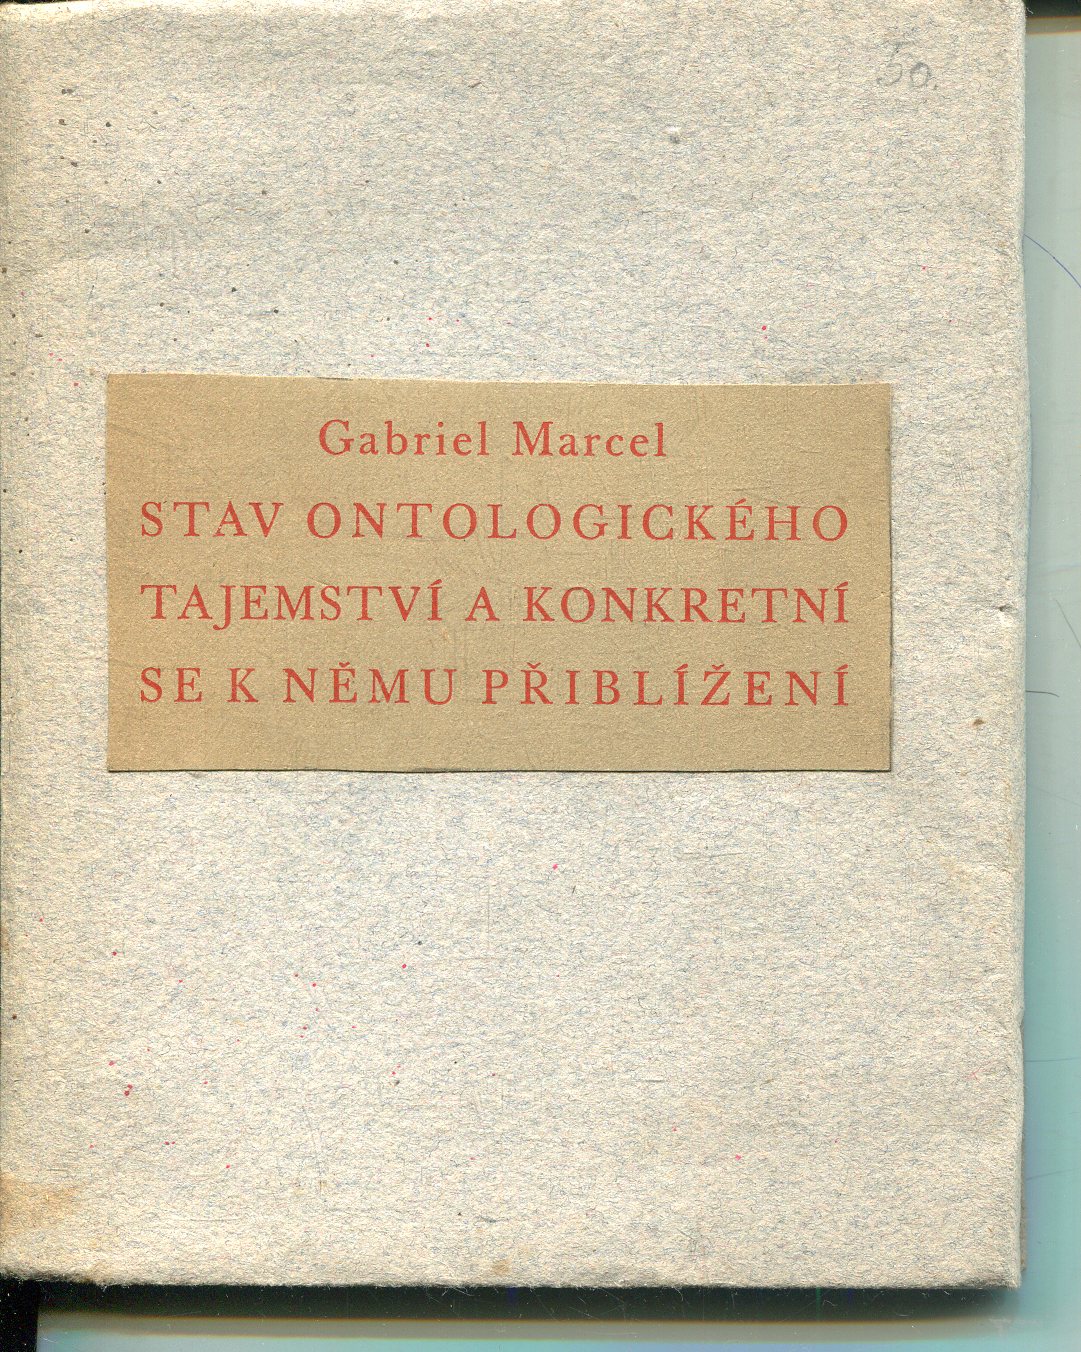 50.
Gabriel Marcel
STAV ONTOLOGICKÉHO
TAJEMSTVÍ A KONKRETNÍ
SE K NĚMU PŘIBLÍŽENÍ